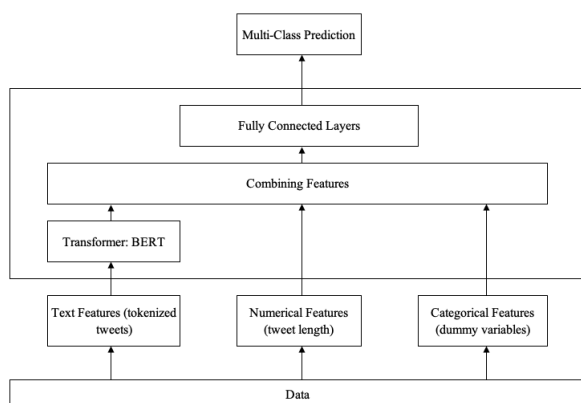 Multi-Class Prediction
Fully Connected Layers
Combining Features
Transformer: BERT
Text Features (tokenized
tweets)
Numerical Features
(tweet length)
Categorical Features
(dummy variables)
Data